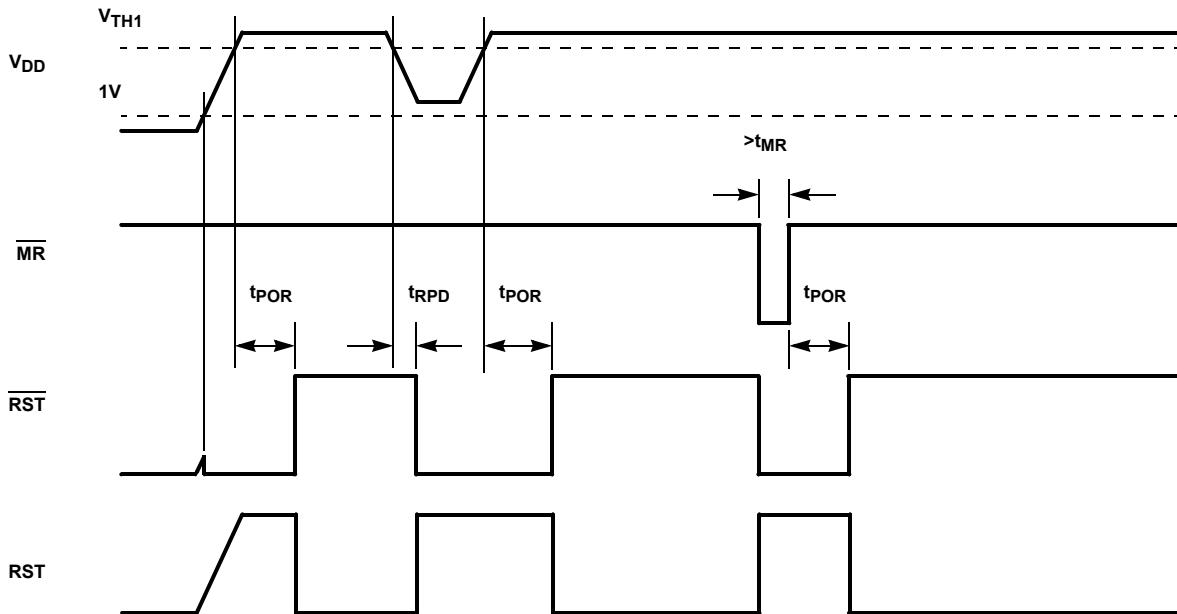 VTH1
VDD
1V
>tMR
MR
tPOR
tRPD
tPOR
tPOR
RST
RST